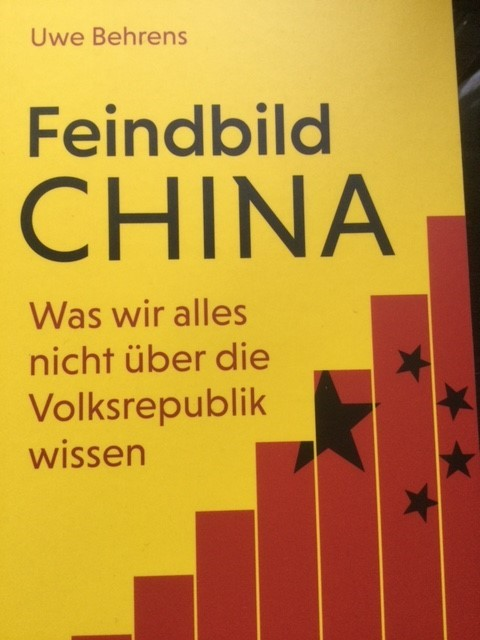 Uwe Behrens
Feindbild
CHINA
Was wir alles
nicht über die
Volksrepublik
wissen